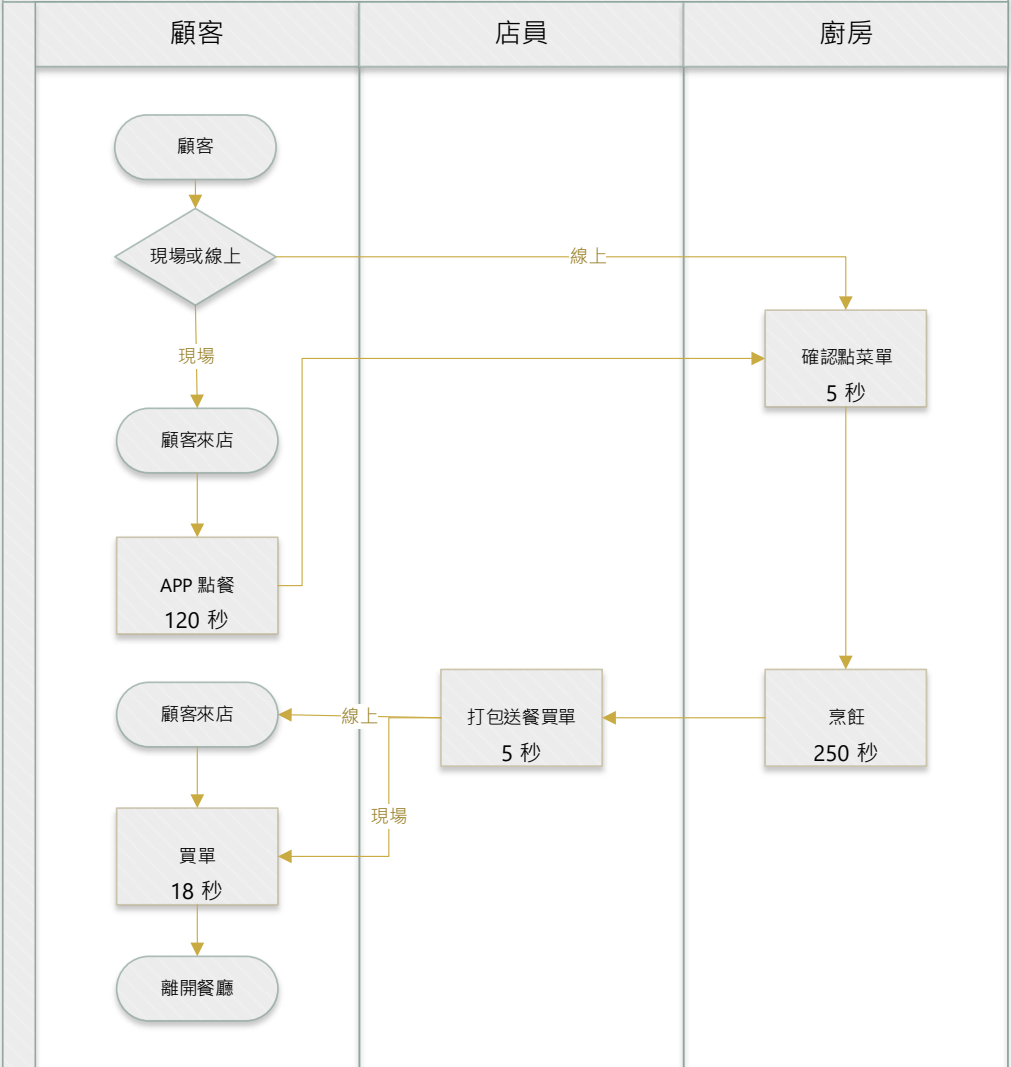 顧客
店員
廚房
顧客
現場或線上
線上
現場
確認點菜單
5 秒
顧客來店
APP 點餐
120 秒
顧客來店
線上
打包送餐買單
5 秒
烹飪
250 秒
現場
買單
18 秒
離開餐廳